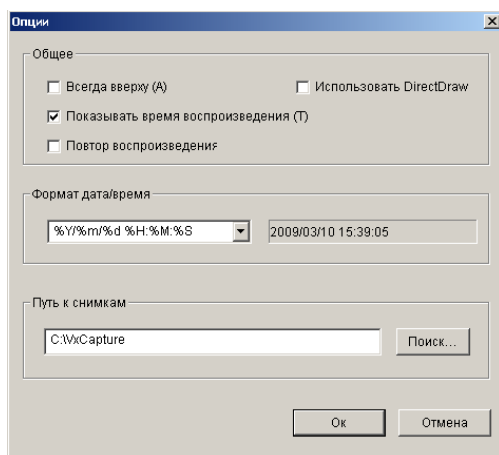 Опции
Общее
Всегда вверху (A) Использовать DirectDraw
Показывать время воспроизведения (T)
Повтор воспроизведения
Формат дата/время
%Y/%m/%d %H:%M:%S 2009/03/10 15:39:05
Путь к снимкам
C:\VxCapture Поиск...
Ок Отмена